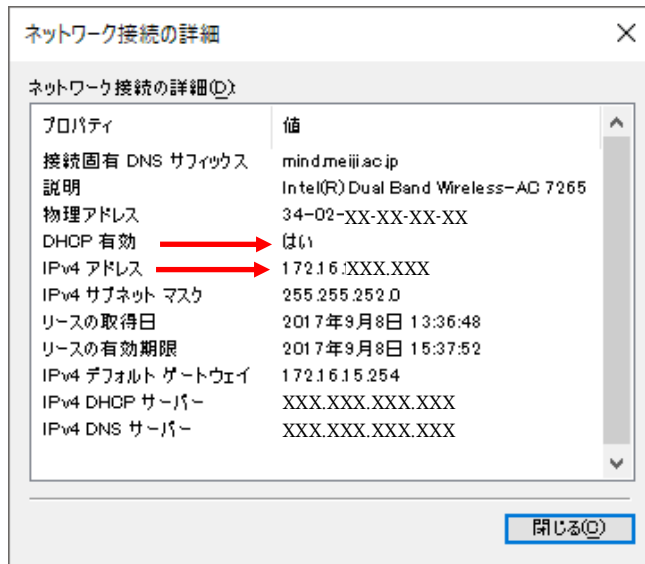 ネットワーク接続の詳細
ネットワーク接続の詳細(D):
プロパティ 値
接続固有 DNS サフィックス mind.meiji.ac.jp
説明 Intel(R) Dual Band Wireless-AC 7265
物理アドレス 34-02-XX-XX-XX-XX
DHCP 有効 はい
IPv4 アドレス 172.16.XXX.XXX
IPv4 サブネット マスク 255.255.252.0
リースの取得日 2017年9月8日 13:36:48
リースの有効期限 2017年9月8日 15:37:52
IPv4 デフォルト ゲートウェイ 172.16.15.254
IPv4 DHCP サーバー XXX.XXX.XXX.XXX
IPv4 DNS サーバー XXX.XXX.XXX.XXX
閉じる(C)